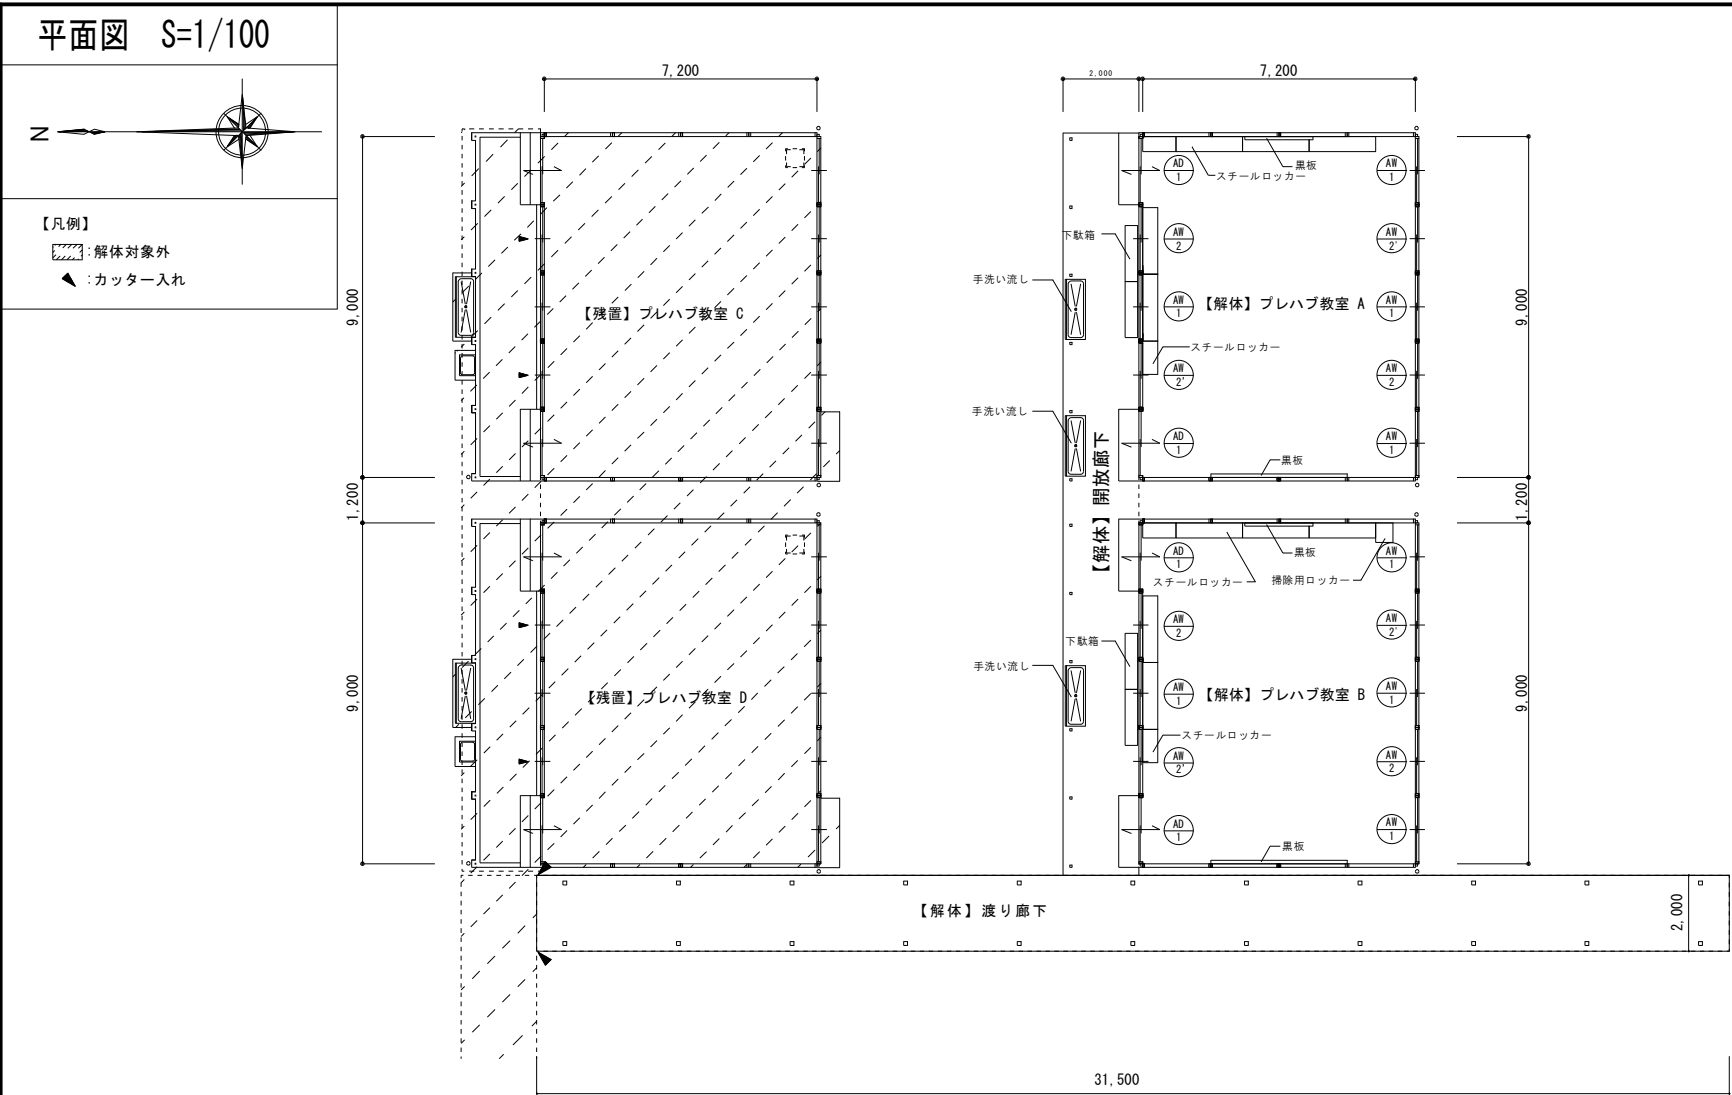 平面図 S=1/100
N
【凡例】
:解体対象外
:カッター入れ
7,200
2,000
7,200
9,000
1,200
9,000
9,000
1,200
9,000
【残置】プレハブ教室 C
【残置】プレハブ教室 D
黒板
スチールロッカー
AD
1
AW
1
下駄箱
AW
2
AW
2'
手洗い流し
AW
1
【解体】プレハブ教室 A
AW
1
スチールロッカー
AW
2'
AW
2
手洗い流し
AD
1
AW
1
黒板
【解体】開放廊下
黒板
AD
1
AW
1
スチールロッカー
掃除用ロッカー
AW
2
AW
2'
下駄箱
手洗い流し
AW
1
【解体】プレハブ教室 B
AW
1
スチールロッカー
AW
2'
AW
2
AD
1
AW
1
黒板
【解体】渡り廊下
2,000
31,500